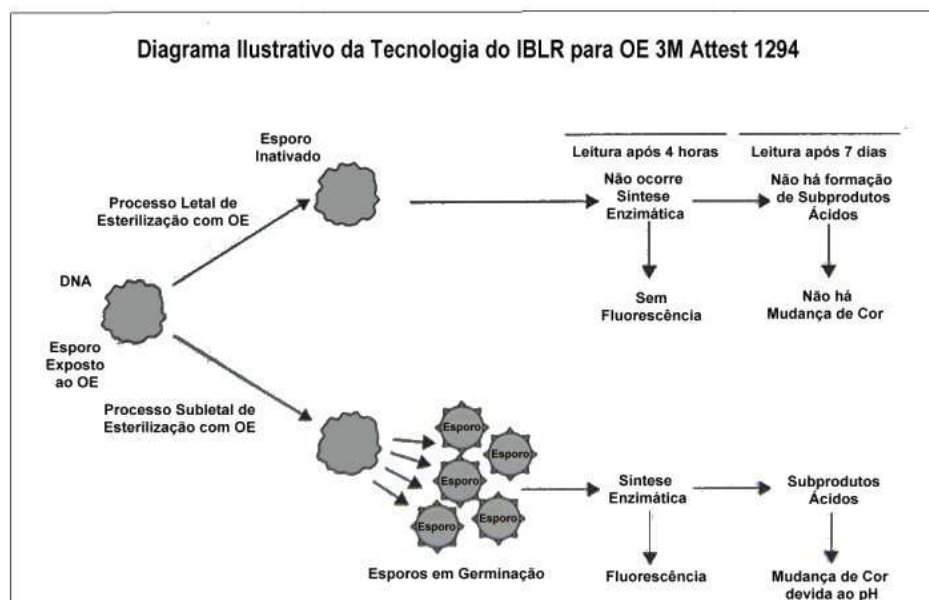 Diagrama Ilustrativo da Tecnologia do IBLR para OE 3M Attest 1294
Esporo
Inativado
Leitura após 4 horas
Leitura após 7 dias
Processo Letal de
Esterilização com OE
Não ocorre
Síntese
Enzimática
Não há formação
de Subprodutos
Ácidos
DNA
Sem
Fluorescência
Não há
Mudança de Cor
Esporo
Exposto
ao OE
Processo Subletal de
Esterilização com OE
Esporo
Esporo
Esporo
Esporo
Esporo
Síntese
Enzimática
Subprodutos
Ácidos
Esporos em Germinação
Fluorescência
Mudança de Cor
devida ao pH